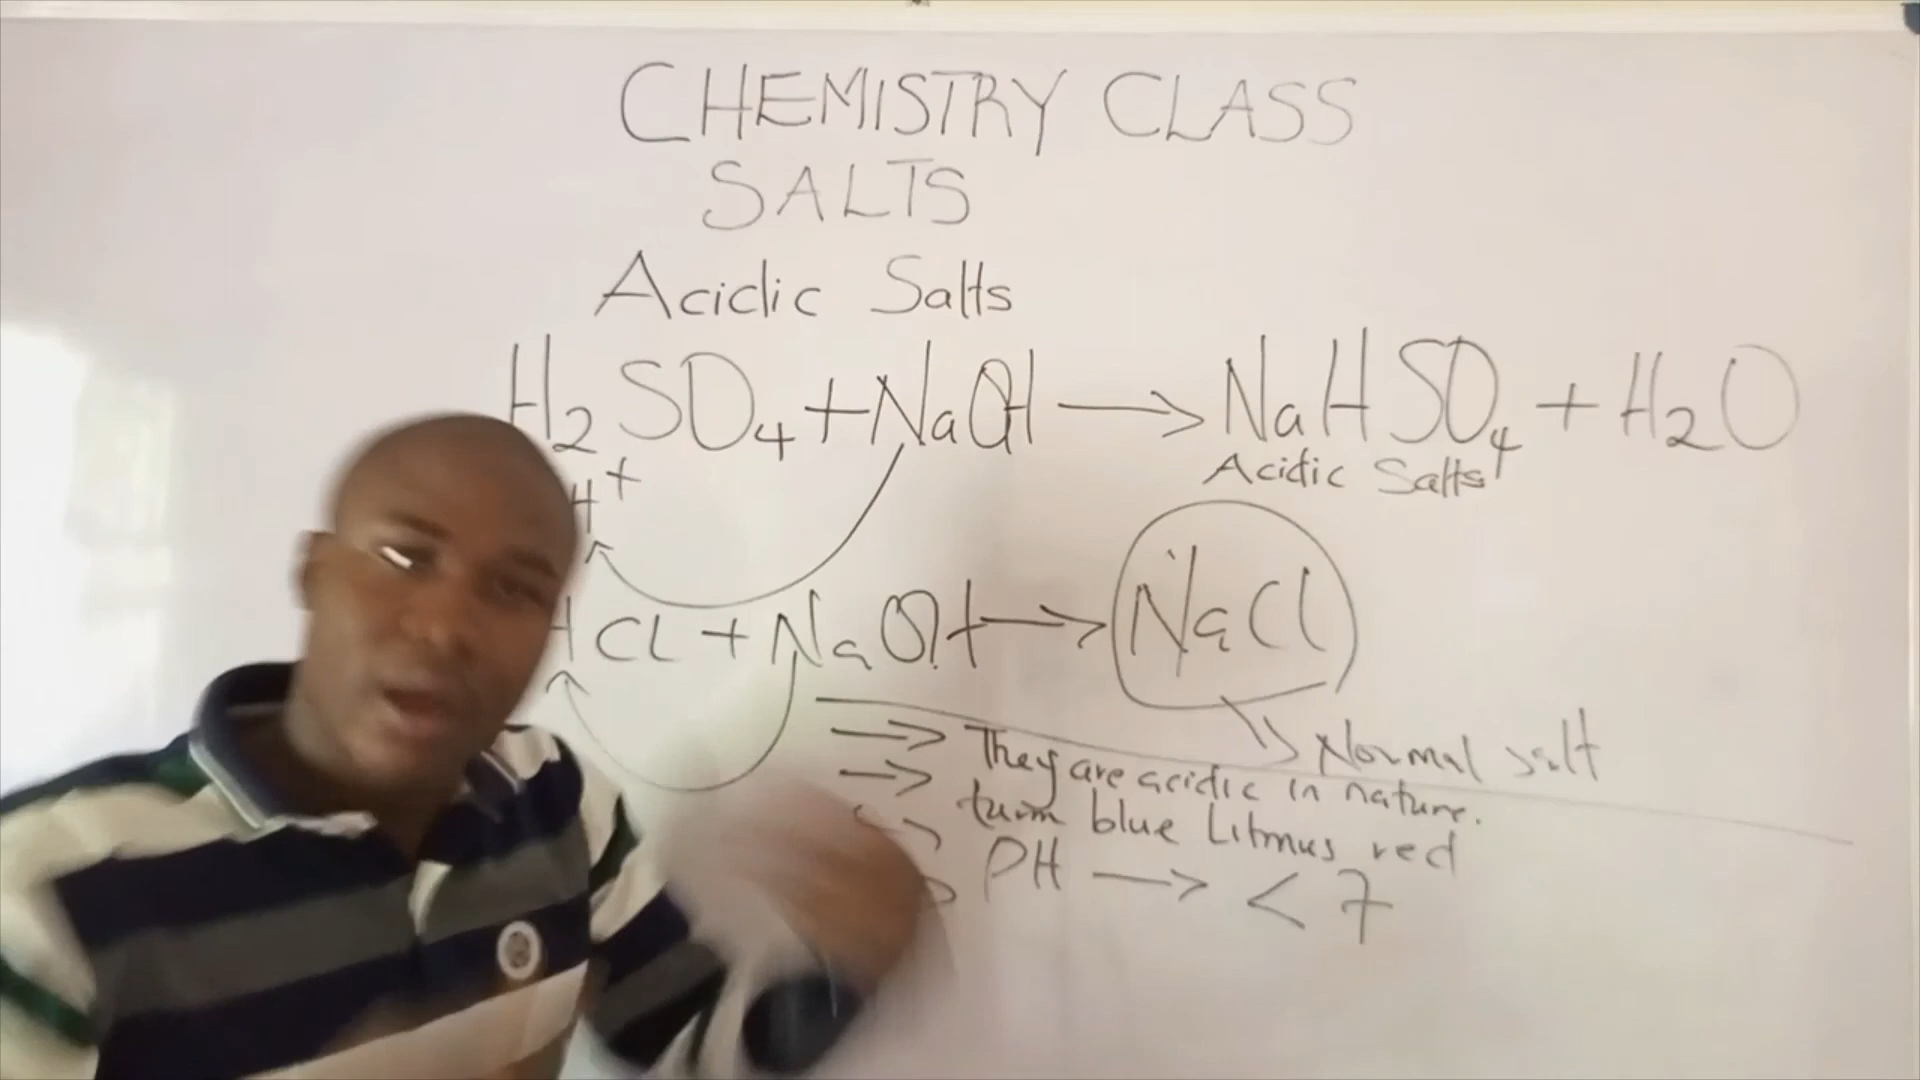 CHEMISTRY CLASS
SALTS
Acidic Salts
H₂SO₄ + NaOH → NaHSO₄ + H₂O
Acidic Salts
H⁺
HCl + NaOH → NaCl
→ Normal salt
→ They are acidic in nature.
→ turn blue Litmus red
PH → < 7